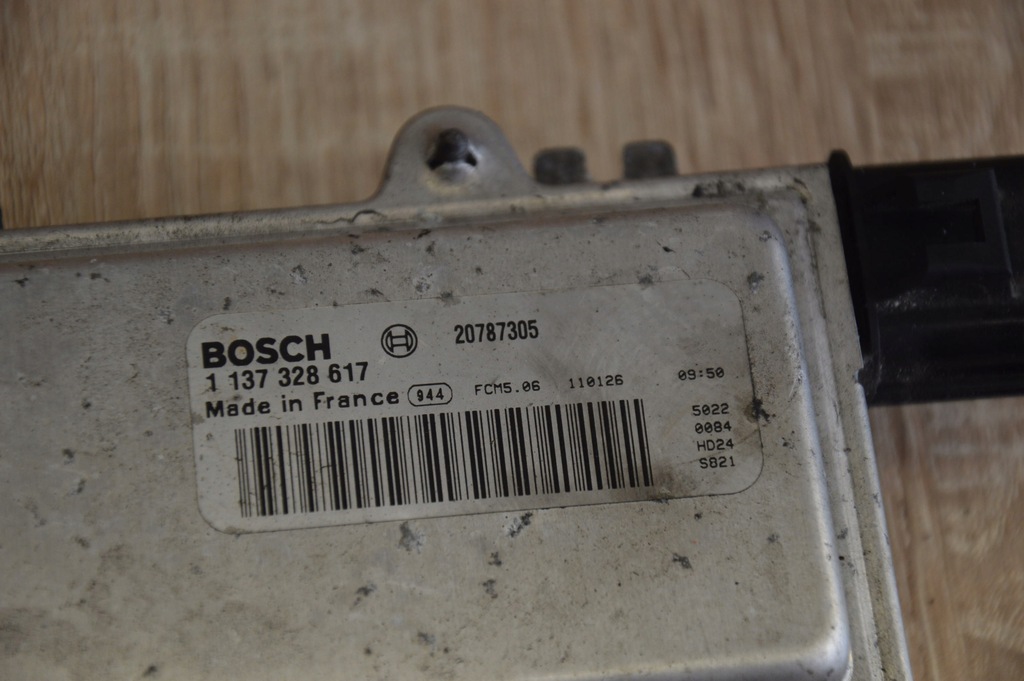 BOSCH 20787305
1 137 328 617
Made in France 944 FCM5.06 110126 09:50
5022
0084
HD24
S821